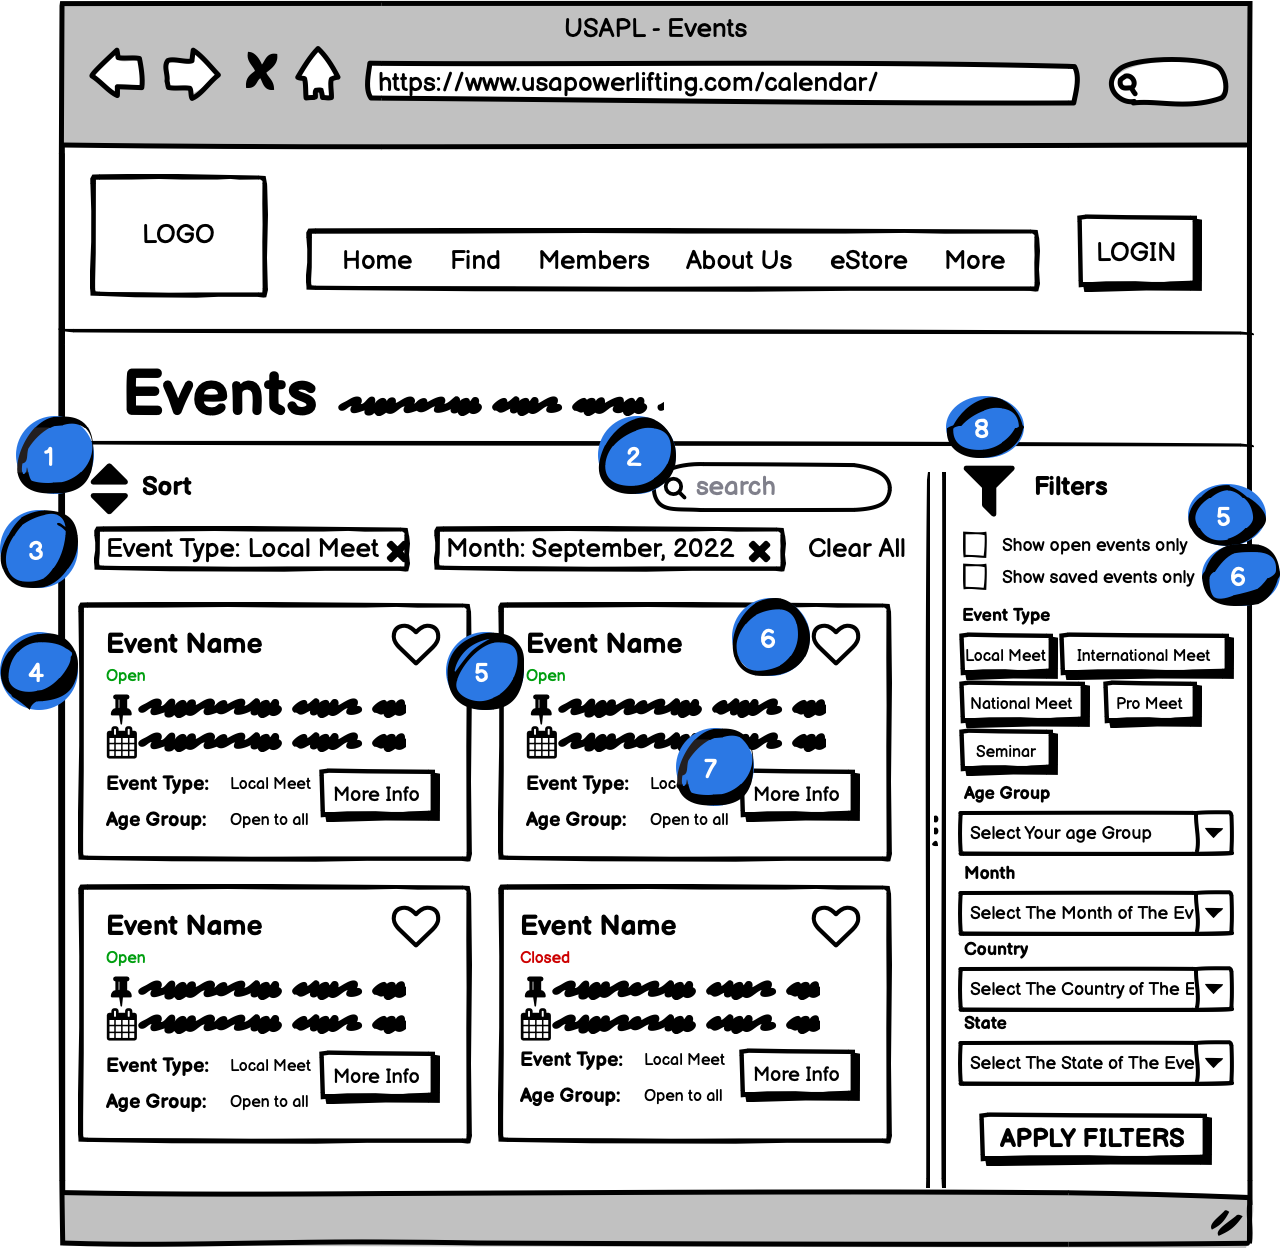 USAPL - Events
https://www.usapowerlifting.com/calendar/
LOGO
Home Find Members About Us eStore More
LOGIN
Events
1
Sort
2
search
8
Filters
3
Event Type: Local Meet
Month: September, 2022
Clear All
5
Show open events only
6
Show saved events only
Event Type
Local Meet
International Meet
National Meet
Pro Meet
Seminar
Age Group
Select Your age Group
Month
Select The Month of The Ev
Country
Select The Country of The E
State
Select The State of The Eve
APPLY FILTERS
4
Event Name
Open
Event Type: Local Meet
Age Group: Open to all
More Info
5
Event Name
6
Open
7
Event Type: Loc
Age Group: Open to all
More Info
Event Name
Open
Event Type: Local Meet
Age Group: Open to all
More Info
Event Name
Closed
Event Type: Local Meet
Age Group: Open to all
More Info